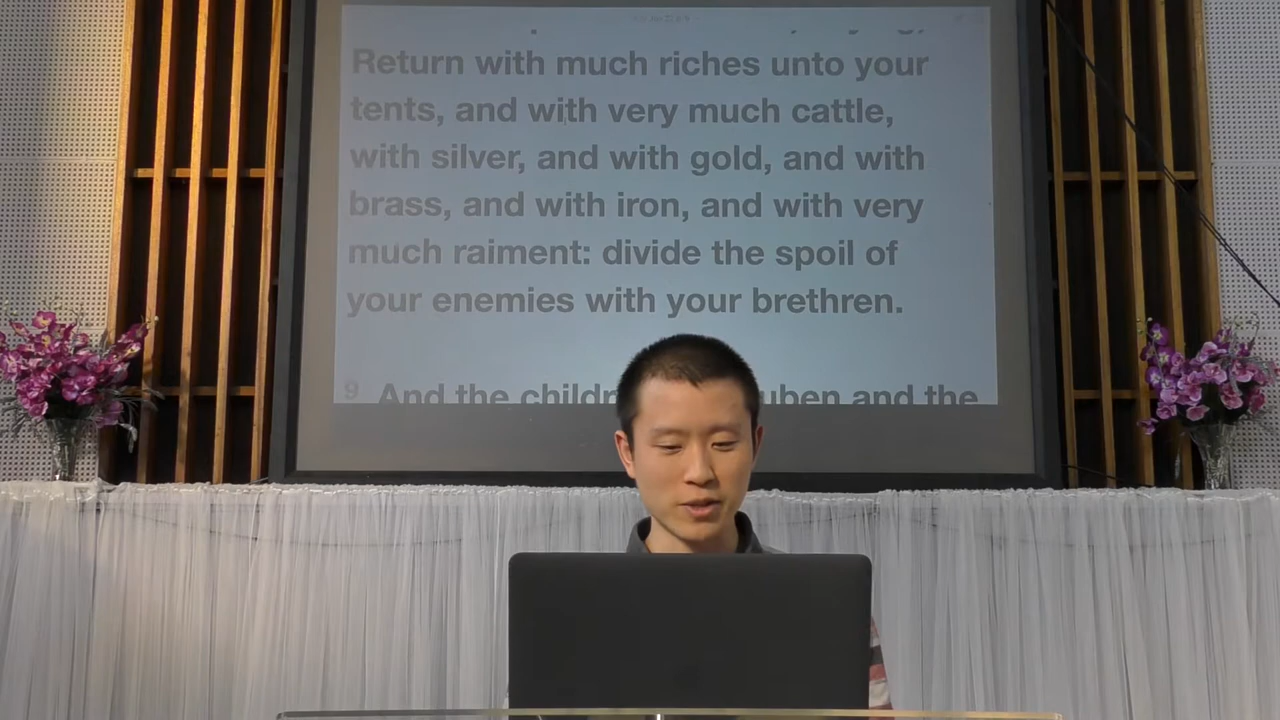 Return with much riches unto your
tents, and with very much cattle,
with silver, and with gold, and with
brass, and with iron, and with very
much raiment: divide the spoil of
your enemies with your brethren.
9 And the and the